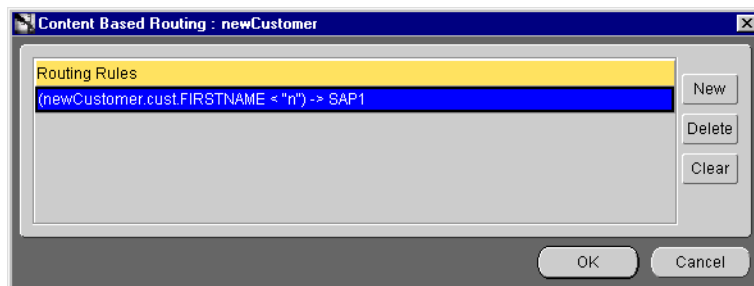 Content Based Routing : newCustomer
Routing Rules
(newCustomer.cust.FIRSTNAME < "n") -> SAP1
New
Delete
Clear
OK
Cancel